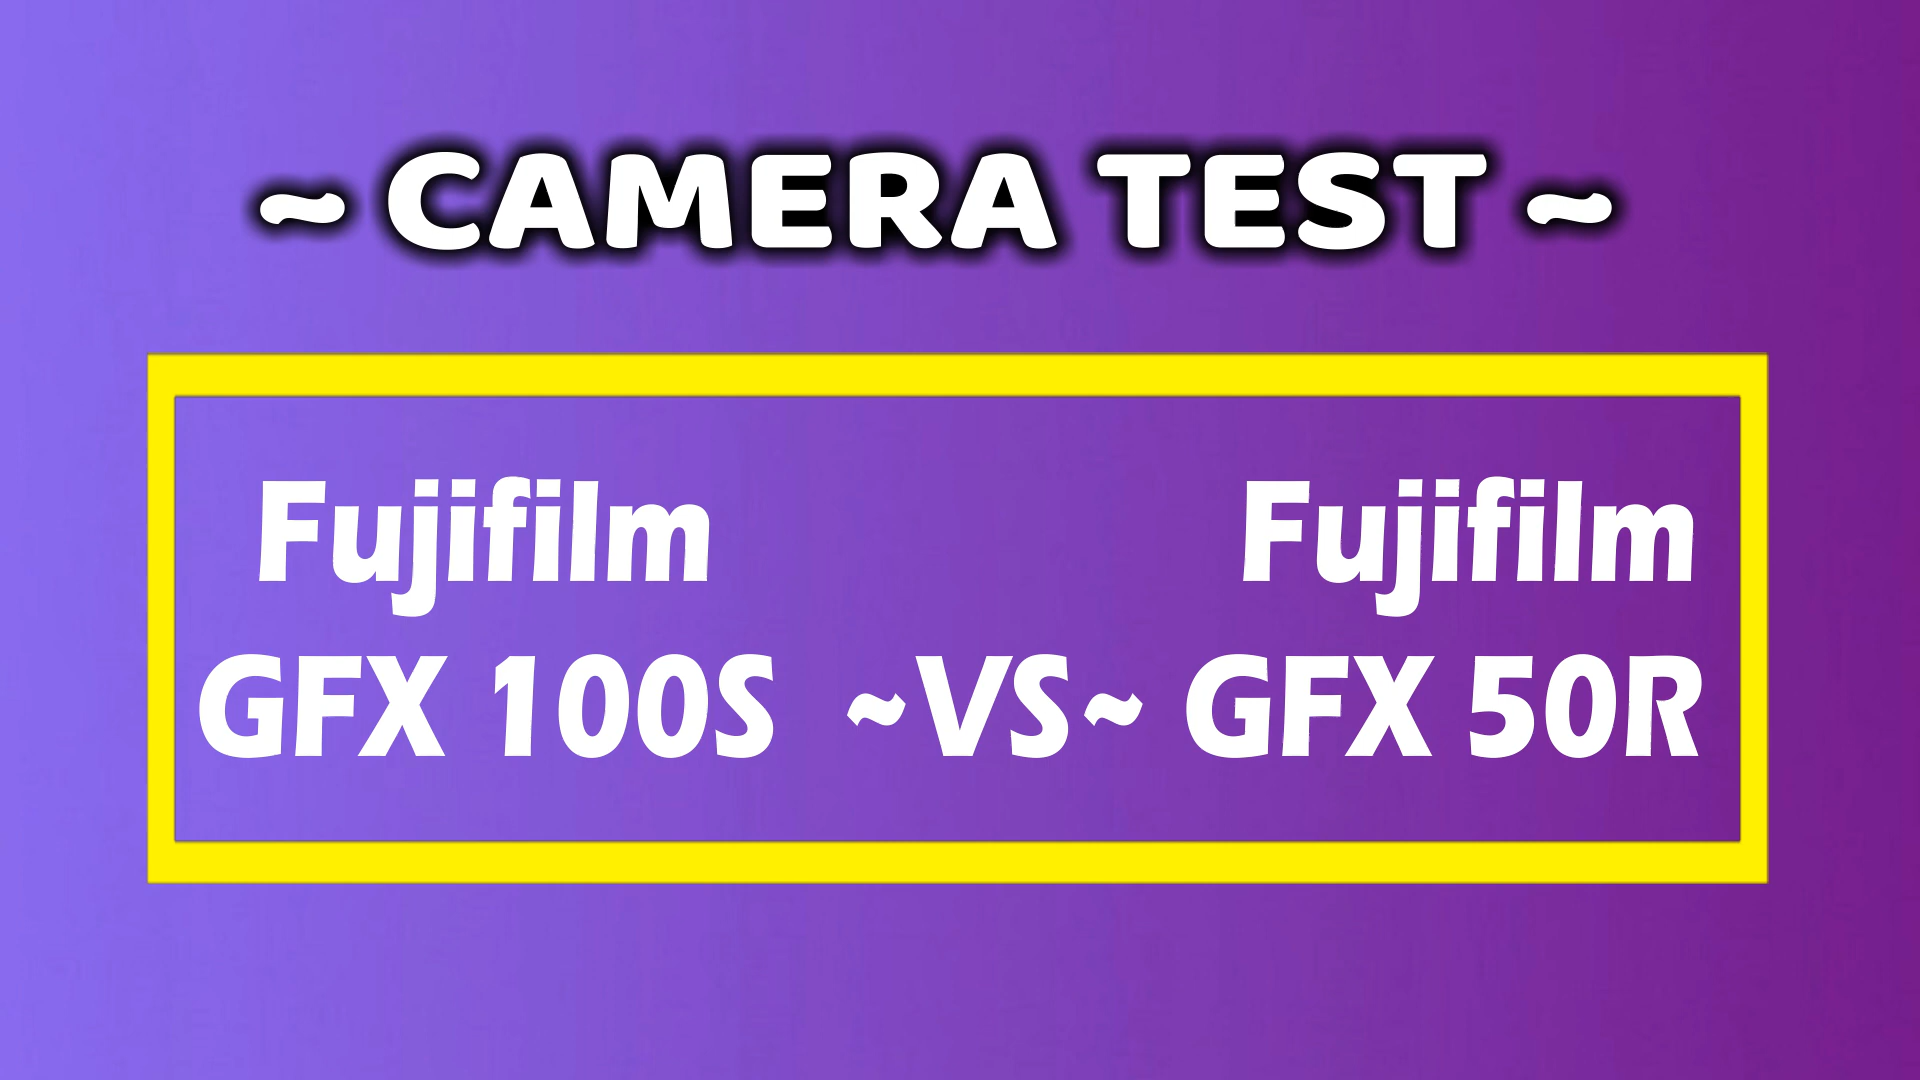 ~ CAMERA TEST ~
Fujifilm Fujifilm
GFX 100S ~VS~ GFX 50R